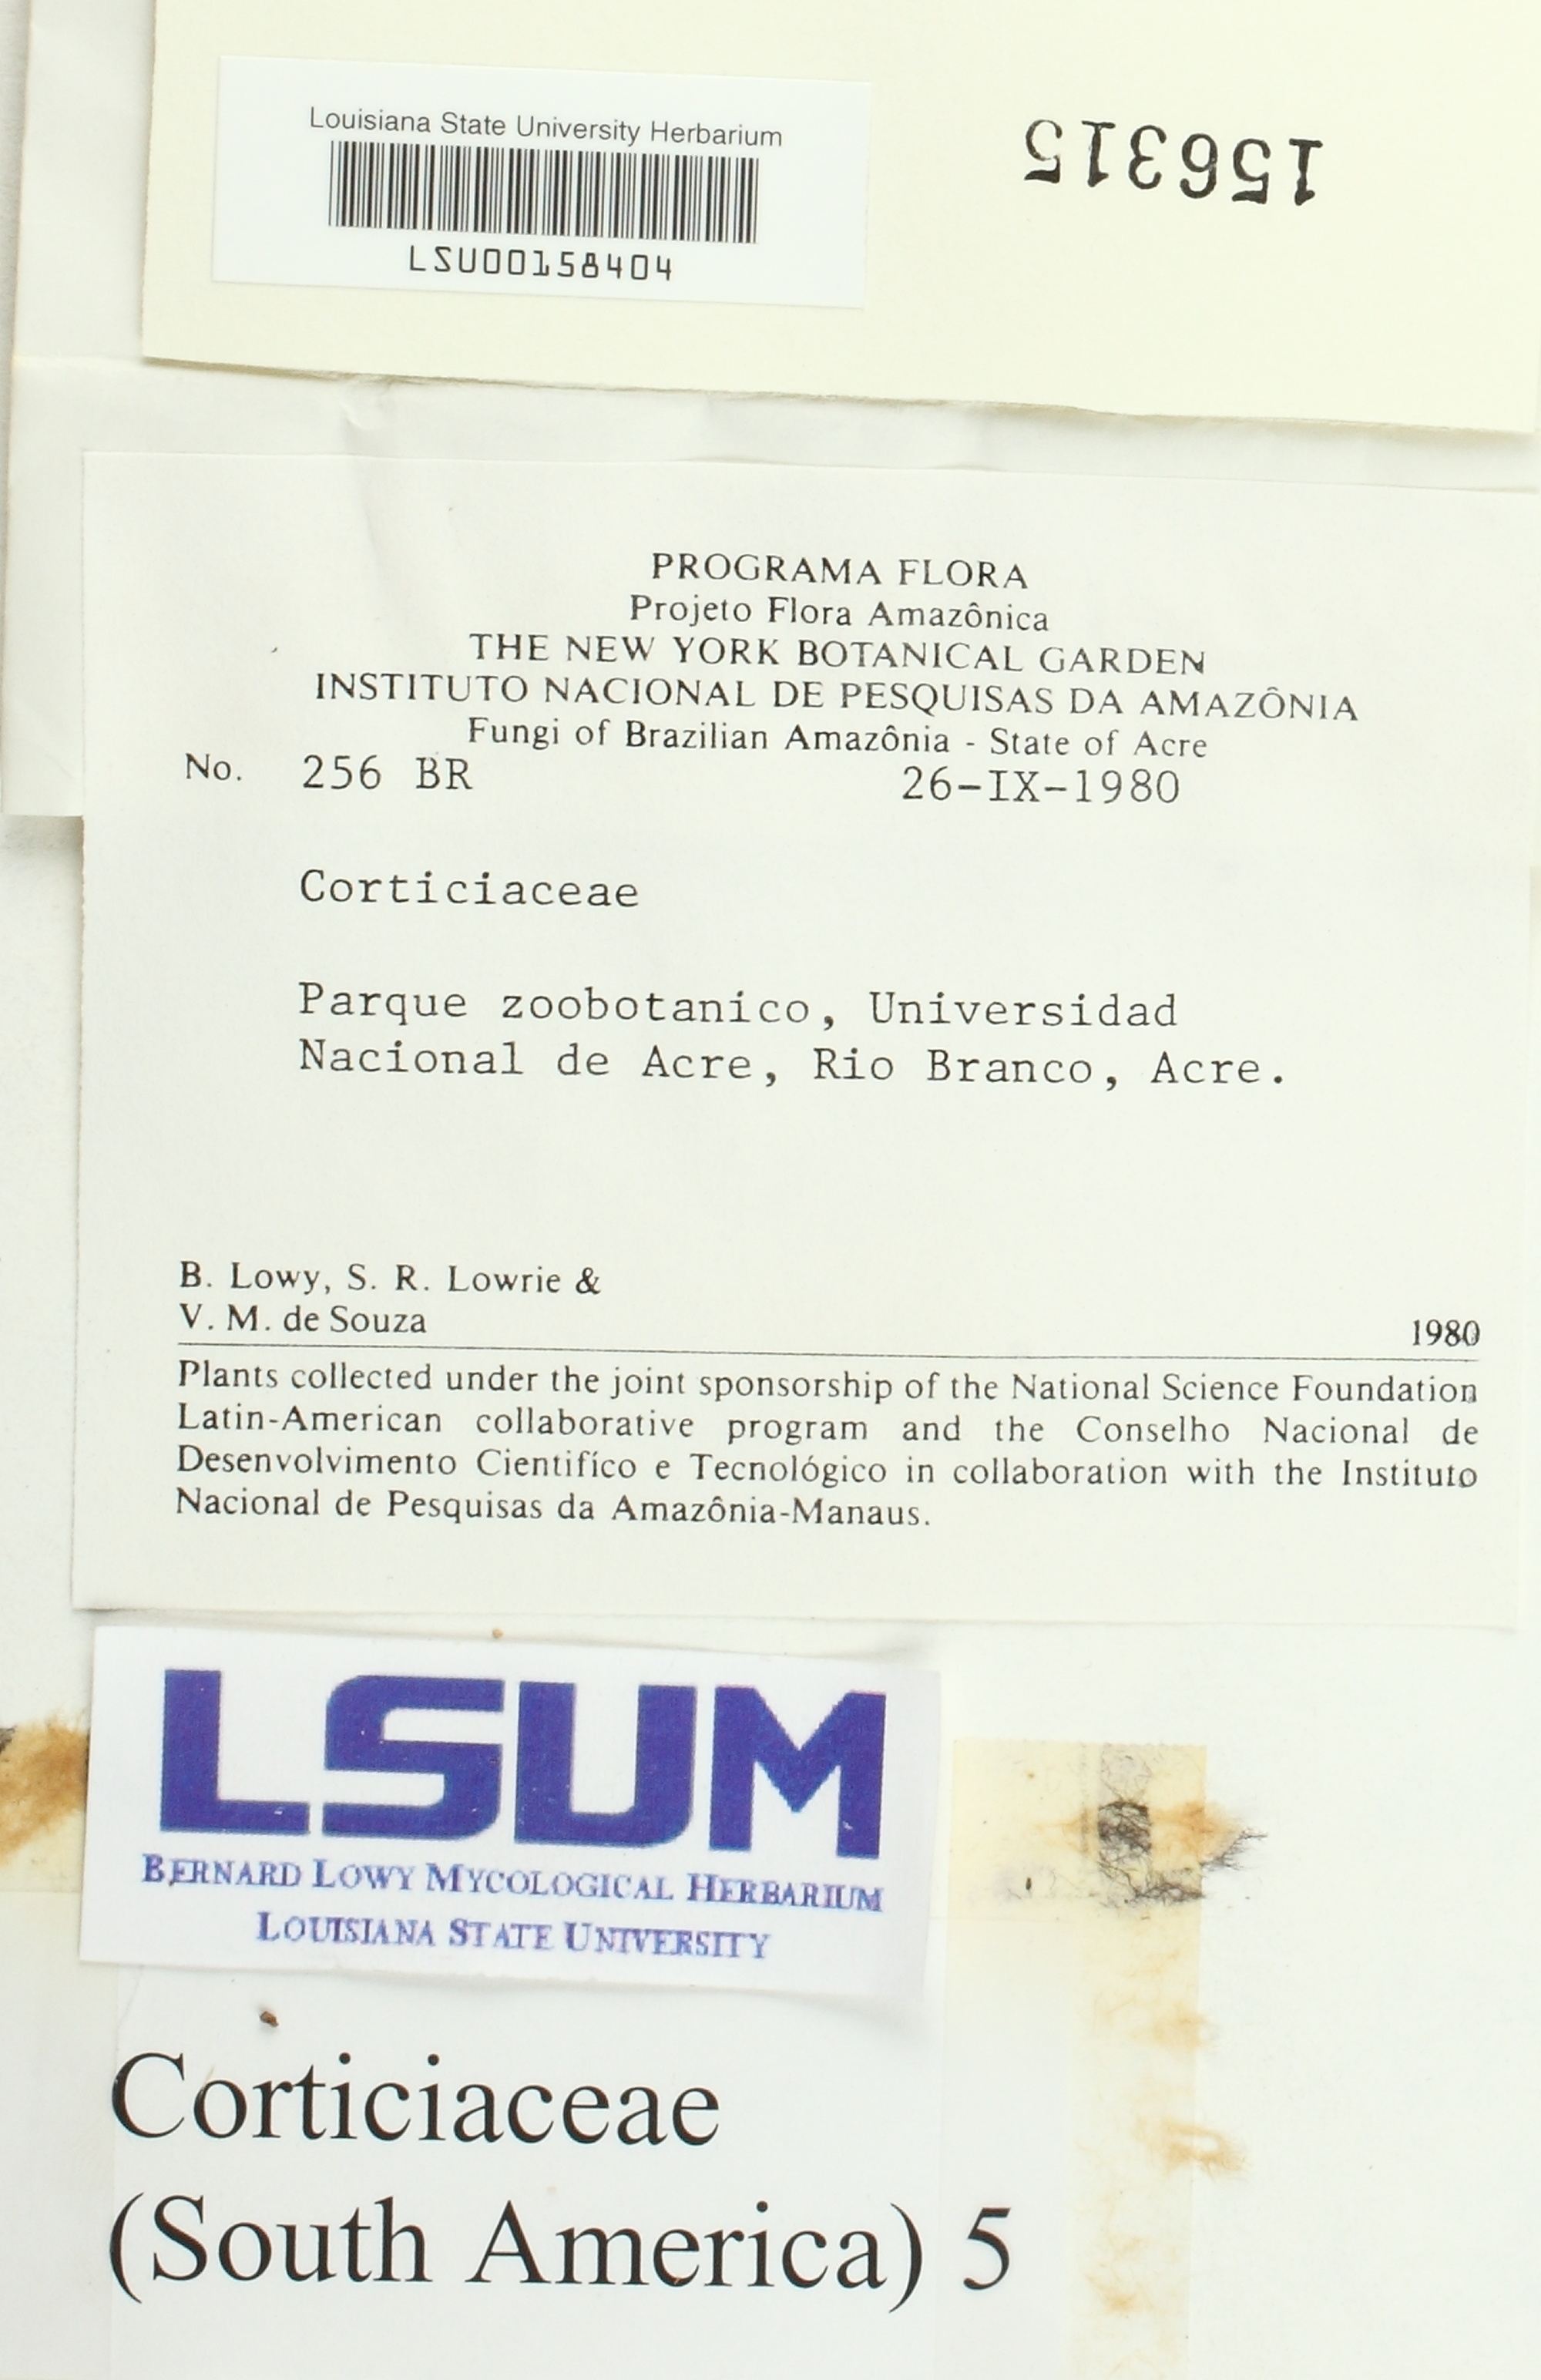 Louisiana State University Herbarium
LSU00158404
156315
PROGRAMA FLORA
Projeto Flora Amazônica
THE NEW YORK BOTANICAL GARDEN
INSTITUTO NACIONAL DE PESQUISAS DA AMAZÔNIA
Fungi of Brazilian Amazônia - State of Acre
No. 256 BR 26-IX-1980
Corticiaceae
Parque zoobotanico, Universidad
Nacional de Acre, Rio Branco, Acre.
B. Lowy, S. R. Lowrie &
V. M. de Souza 1980
Plants collected under the joint sponsorship of the National Science Foundation
Latin-American collaborative program and the Conselho Nacional de
Desenvolvimento Cientifíco e Tecnológico in collaboration with the Instituto
Nacional de Pesquisas da Amazônia-Manaus.
LSUM
BERNARD LOWY MYCOLOGICAL HERBARIUM
LOUISIANA STATE UNIVERSITY
Corticiaceae
(South America) 5